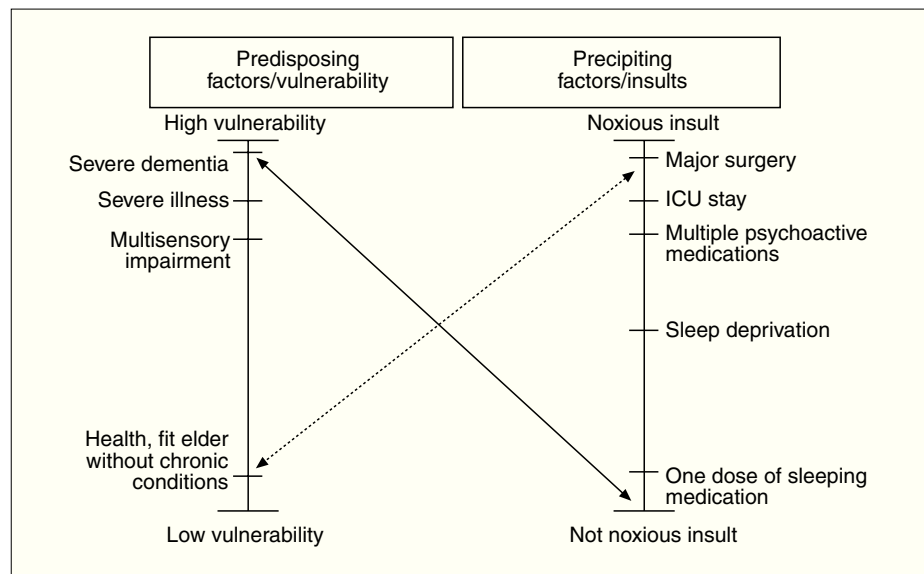 Predisposing
factors/vulnerability
Precipiting
factors/insults
High vulnerability
Severe dementia
Severe illness
Multisensory
impairment
Health, fit elder
without chronic
conditions
Low vulnerability
Noxious insult
Major surgery
ICU stay
Multiple psychoactive
medications
Sleep deprivation
One dose of sleeping
medication
Not noxious insult